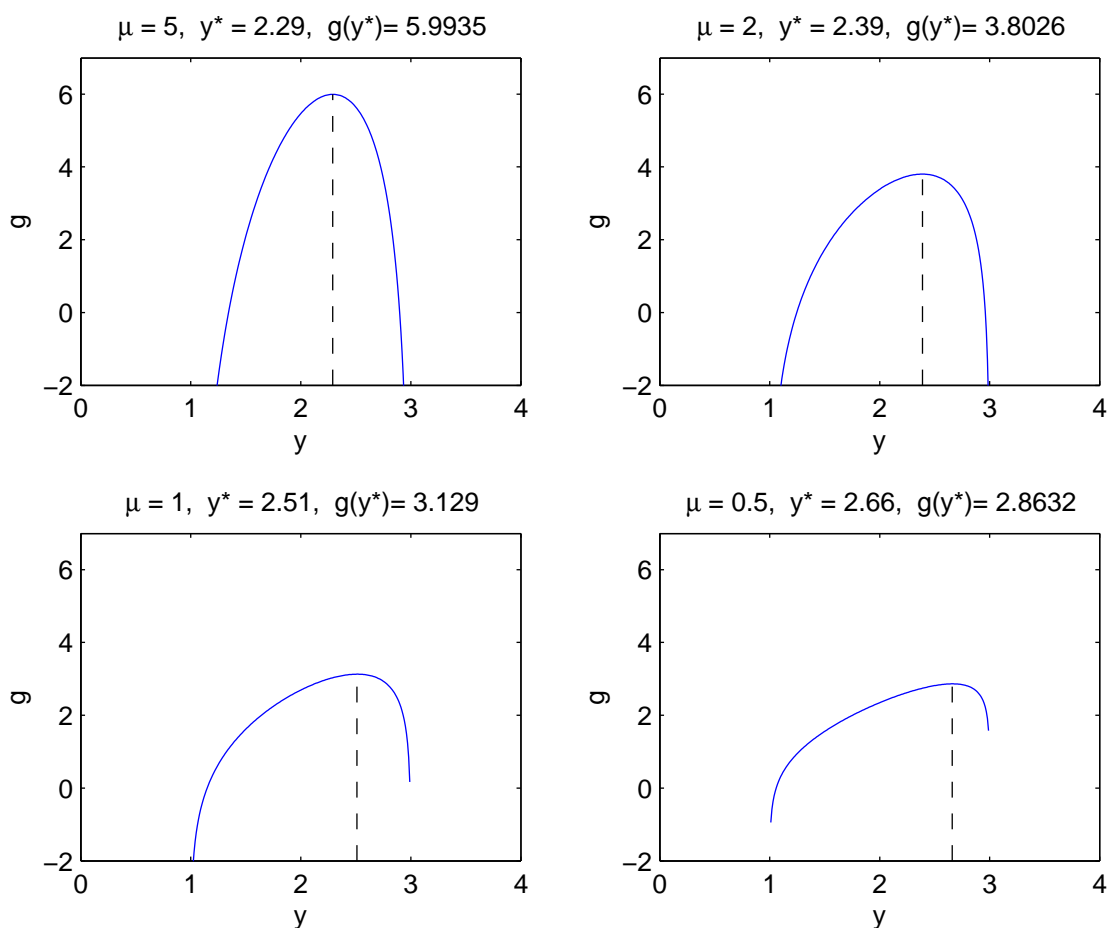 μ = 5, y* = 2.29, g(y*)= 5.9935
6
4
2
0
−2
g
0 1 2 3 4
y
μ = 2, y* = 2.39, g(y*)= 3.8026
6
4
2
0
−2
g
0 1 2 3 4
y
μ = 1, y* = 2.51, g(y*)= 3.129
6
4
2
0
−2
g
0 1 2 3 4
y
μ = 0.5, y* = 2.66, g(y*)= 2.8632
6
4
2
0
−2
g
0 1 2 3 4
y